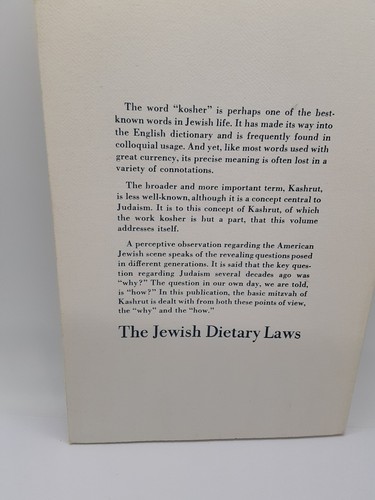 The word "kosher" is perhaps one of the best-
known words in Jewish life. It has made its way into
the English dictionary and is frequently found in
colloquial usage. And yet, like most words used with
great currency, its precise meaning is often lost in a
variety of connotations.
The broader and more important term, Kashrut,
is less well-known, although it is a concept central to
Judaism. It is to this concept of Kashrut, of which
the work kosher is but a part, that this volume
addresses itself.
A perceptive observation regarding the American
Jewish scene speaks of the revealing questions posed
in different generations. It is said that the key ques-
tion regarding Judaism several decades ago was
"why?" The question in our own day, we are told,
is "how?" In this publication, the basic mitzvah of
Kashrut is dealt with from both these points of view,
the "why" and the "how."
The Jewish Dietary Laws